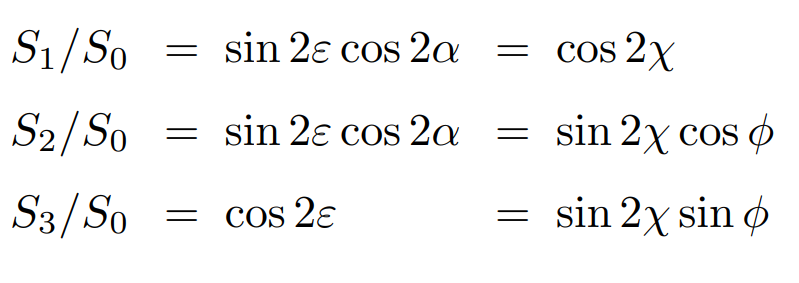 S₁/S₀ = sin 2ε cos 2α = cos 2χ
S₂/S₀ = sin 2ε cos 2α = sin 2χ cos ϕ
S₃/S₀ = cos 2ε = sin 2χ sin ϕ